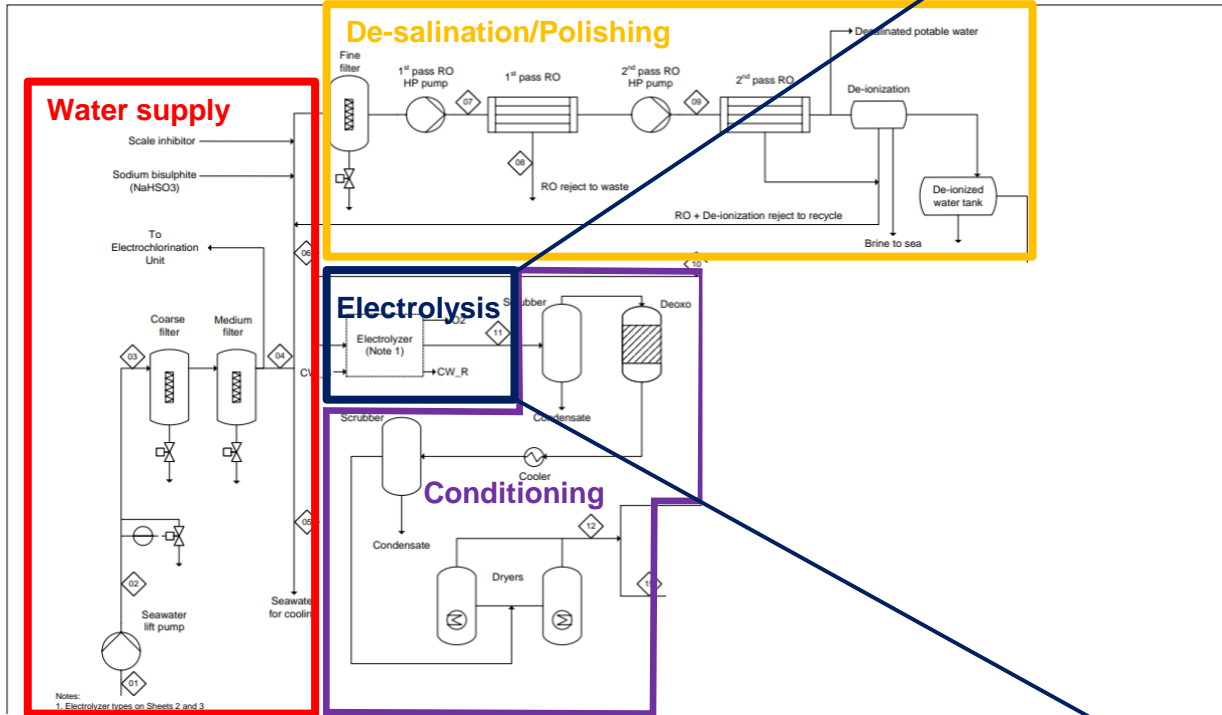 De-salination/Polishing
Desalinated potable water
Fine
filter
1st pass RO
HP pump
1st pass RO
2nd pass RO
HP pump
2nd pass RO
De-ionization
07
09
08
RO reject to waste
De-ionized
water tank
RO + De-ionization reject to recycle
Brine to sea
Water supply
Scale inhibitor
Sodium bisulphite
(NaHSO3)
To
Electrochlorination
Unit
06
10
Coarse
filter
Medium
filter
03
04
05
02
Seawater
lift pump
01
Seawater
for coolin
Notes:
1. Electrolyzer types on Sheets 2 and 3
Electrolysis
Electrolyzer
(Note 1)
O2
CW_R
11
Scrubber
Deoxo
Condensate
Scrubber
Cooler
Conditioning
Condensate
12
Dryers